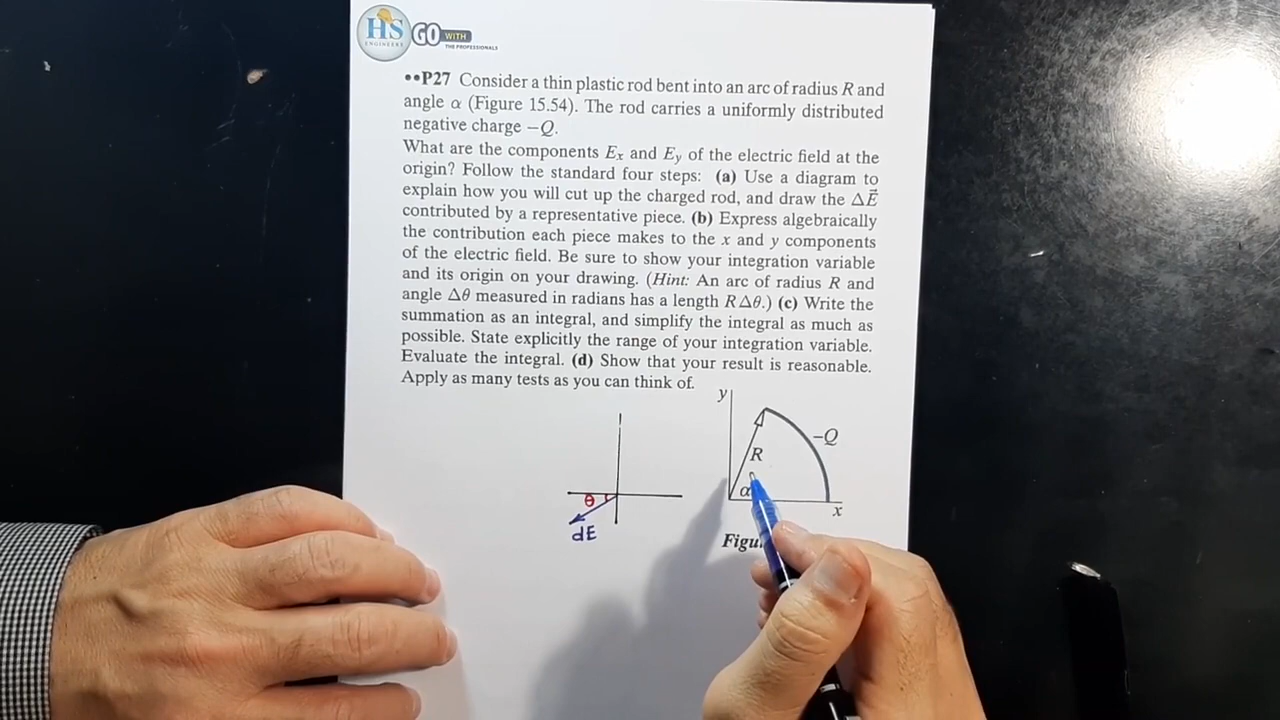 HS
ENGINEERS
GO WITH
THE PROFESSIONALS
••P27 Consider a thin plastic rod bent into an arc of radius R and
angle α (Figure 15.54). The rod carries a uniformly distributed
negative charge −Q.
What are the components Eₓ and Eᵧ of the electric field at the
origin? Follow the standard four steps: (a) Use a diagram to
explain how you will cut up the charged rod, and draw the ΔE⃗
contributed by a representative piece. (b) Express algebraically
the contribution each piece makes to the x and y components
of the electric field. Be sure to show your integration variable
and its origin on your drawing. (Hint: An arc of radius R and
angle Δθ measured in radians has a length RΔθ.) (c) Write the
summation as an integral, and simplify the integral as much as
possible. State explicitly the range of your integration variable.
Evaluate the integral. (d) Show that your result is reasonable.
Apply as many tests as you can think of.
y
−Q
R
α
x
θ
dE